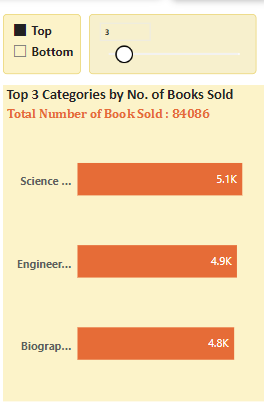 Top
Bottom
3
Top 3 Categories by No. of Books Sold
Total Number of Book Sold : 84086
Science ...
5.1K
Engineer...
4.9K
Biograp...
4.8K